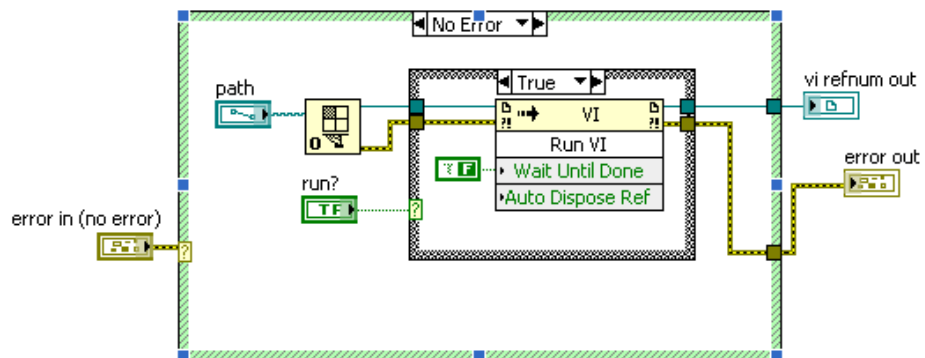 No Error
True
path
vi refnum out
VI
Run VI
error out
F
Wait Until Done
run?
TF
Auto Dispose Ref
error in (no error)
?
?